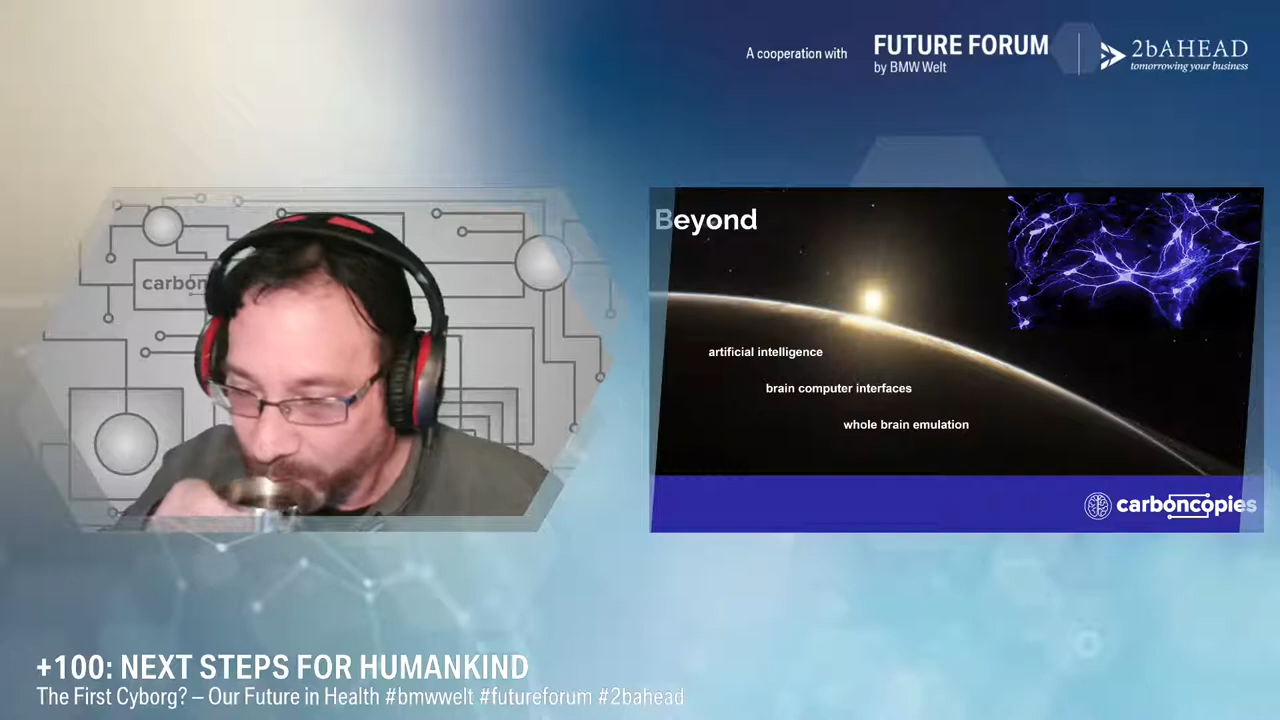 A cooperation with
FUTURE FORUM
by BMW Welt
2bAHEAD
tomorrowing your business
carbon
Beyond
artificial intelligence
brain computer interfaces
whole brain emulation
carboncopies
+100: NEXT STEPS FOR HUMANKIND
The First Cyborg? – Our Future in Health #bmwwelt #futureforum #2bahead